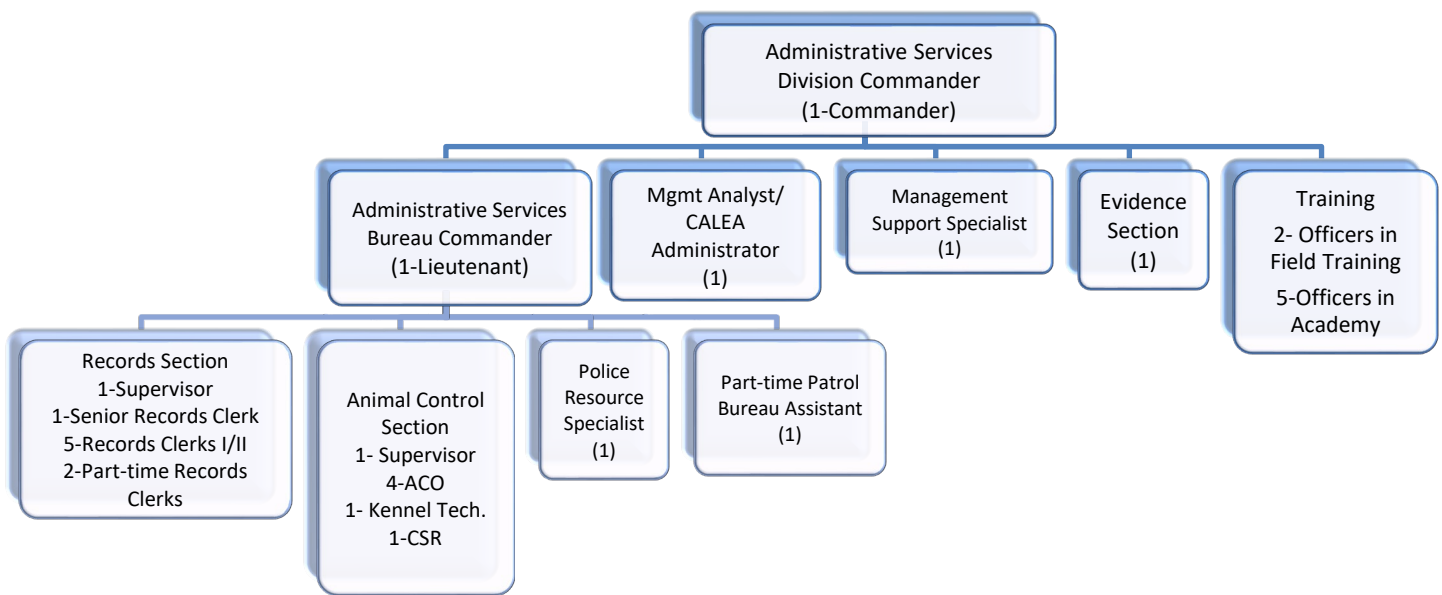 Administrative Services
Division Commander
(1-Commander)
Administrative Services
Bureau Commander
(1-Lieutenant)
Mgmt Analyst/
CALEA
Administrator
(1)
Management
Support Specialist
(1)
Evidence
Section
(1)
Training
2- Officers in
Field Training
5-Officers in
Academy
Records Section
1-Supervisor
1-Senior Records Clerk
5-Records Clerks I/II
2-Part-time Records
Clerks
Animal Control
Section
1- Supervisor
4-ACO
1- Kennel Tech.
1-CSR
Police
Resource
Specialist
(1)
Part-time Patrol
Bureau Assistant
(1)